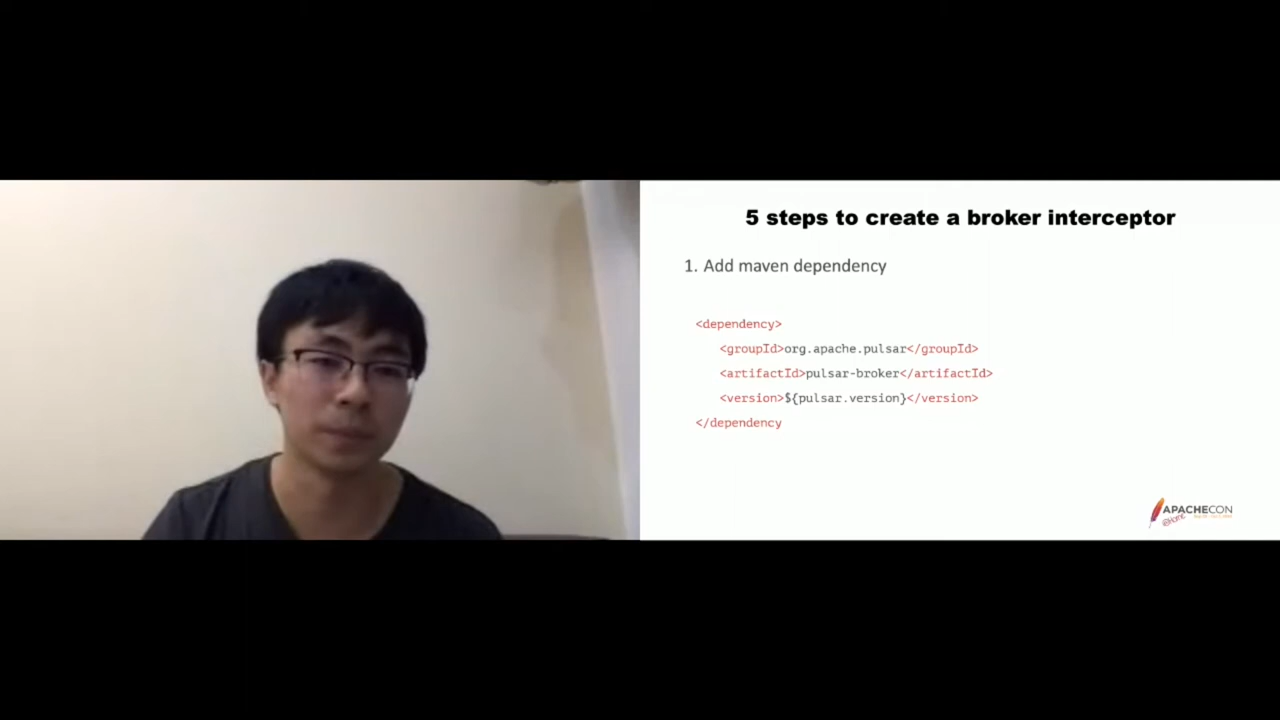 5 steps to create a broker interceptor
1. Add maven dependency
<dependency>
<groupId>org.apache.pulsar</groupId>
<artifactId>pulsar-broker</artifactId>
<version>${pulsar.version}</version>
</dependency
APACHECON
@Home